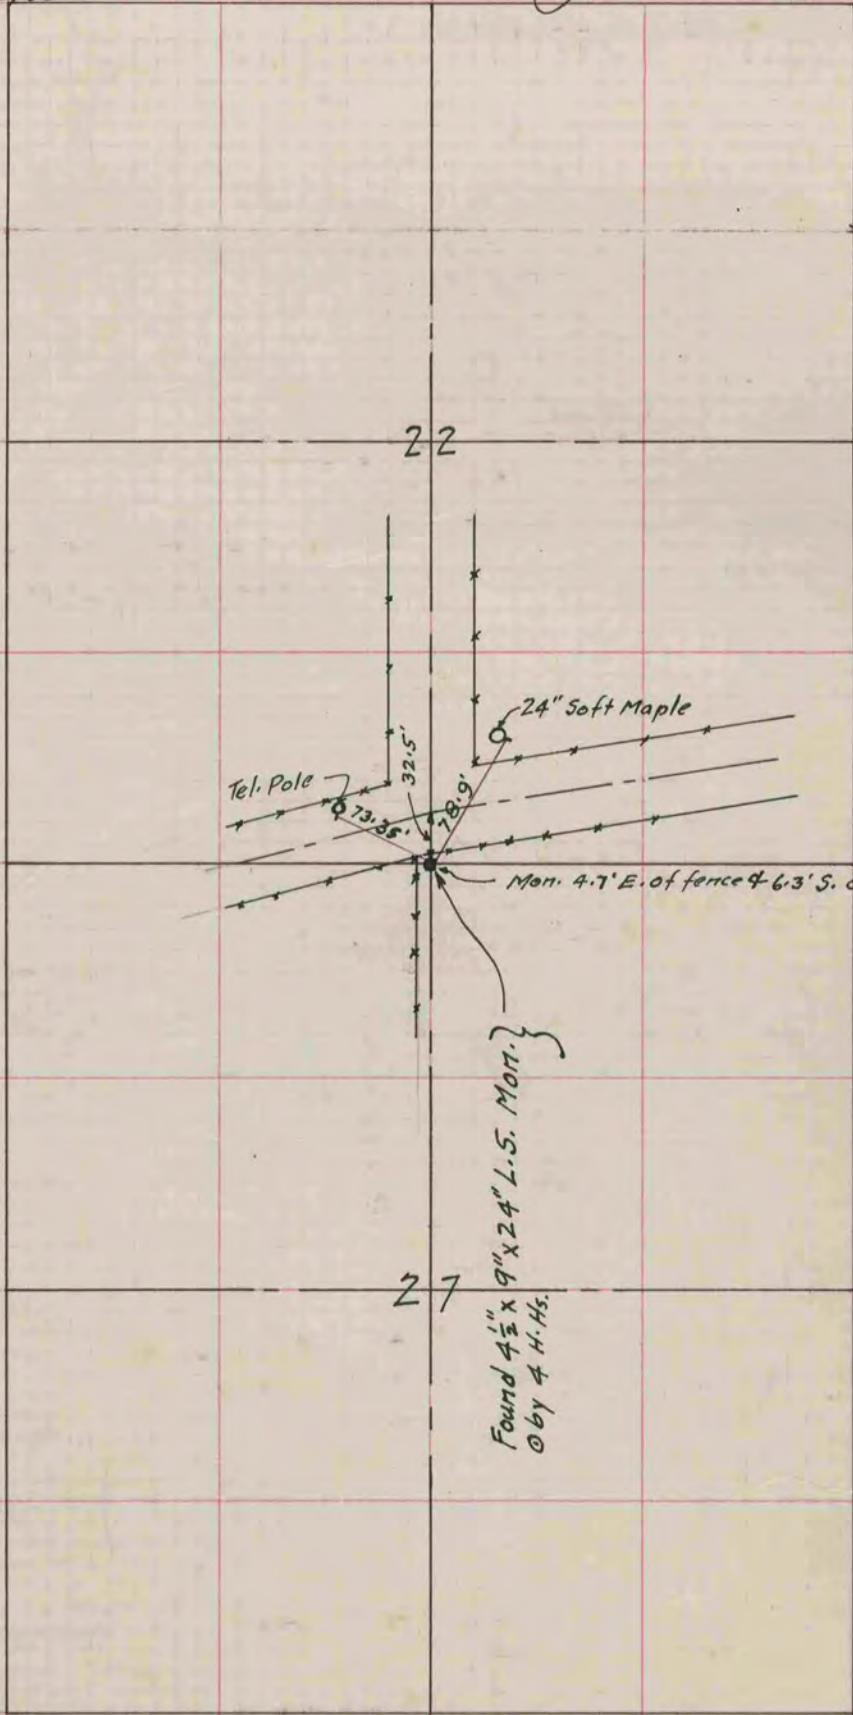 22
24" Soft Maple
Tel. Pole
32.5'
78.9'
73.35'
Mon. 4.7' E. of fence & 6.3' S.
Found 4½" x 9" x 24" L.S. Mon.}
⊙ by 4 H. Hs.
27